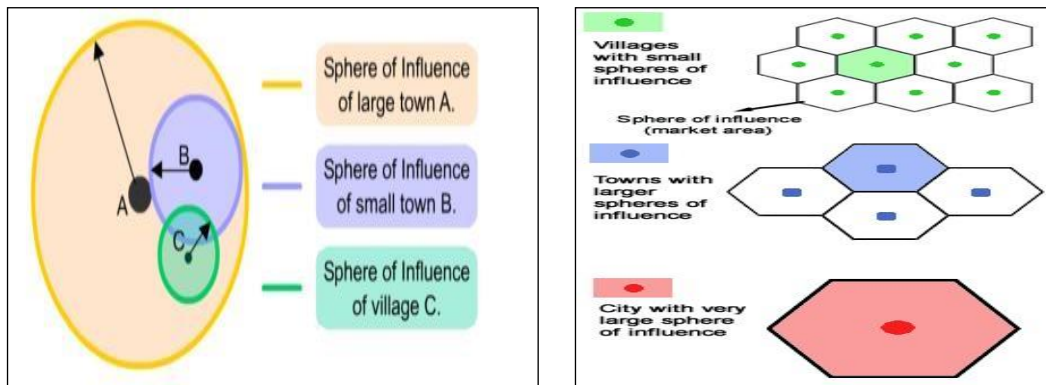 Sphere of Influence
of large town A.
Sphere of Influence
of small town B.
Sphere of Influence
of village C.
A
B
C
Villages
with small
spheres of
influence
Sphere of influence
(market area)
Towns with
larger
spheres of
influence
City with very
large sphere
of influence